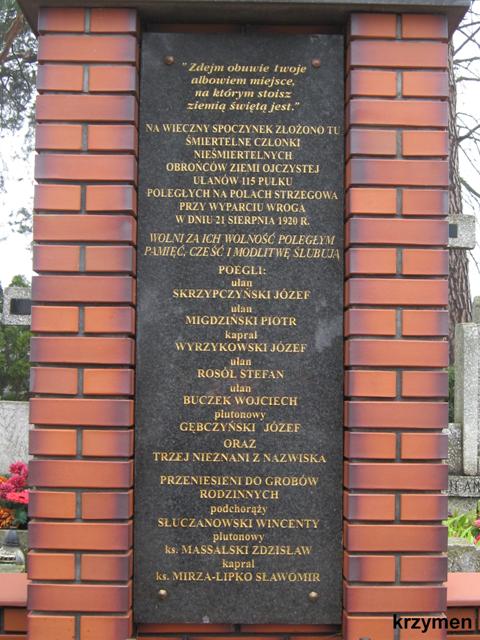 "Zdejm obuwie twoje
albowiem miejsce,
na którym stoisz
ziemią świętą jest."
NA WIECZNY SPOCZYNEK ZŁOŻONO TU
ŚMIERTELNE CZŁONKI
NIEŚMIERTELNYCH
OBROŃCÓW ZIEMI OJCZYSTEJ
UŁANÓW 115 PUŁKU
POLEGŁYCH NA POLACH STRZEGOWA
PRZY WYPARCIU WROGA
W DNIU 21 SIERPNIA 1920 R.
WOLNI ZA ICH WOLNOŚĆ POLEGŁYM
PAMIĘĆ, CZEŚĆ I MODLITWĘ ŚLUBUJĄ
POEGLI:
ułan
SKRZYPCZYŃSKI JÓZEF
ułan
MIGDZIŃSKI PIOTR
kapral
WYRZYKOWSKI JÓZEF
ułan
ROSÓŁ STEFAN
ułan
BUCZEK WOJCIECH
plutonowy
GĘBCZYŃSKI JÓZEF
ORAZ
TRZEJ NIEZNANI Z NAZWISKA
PRZENIESIENI DO GROBÓW
RODZINNYCH
podchorąży
SŁUCZANOWSKI WINCENTY
plutonowy
ks. MASSALSKI ZDZISŁAW
kapral
ks. MIRZA-LIPKO SŁAWOMIR
krzymen